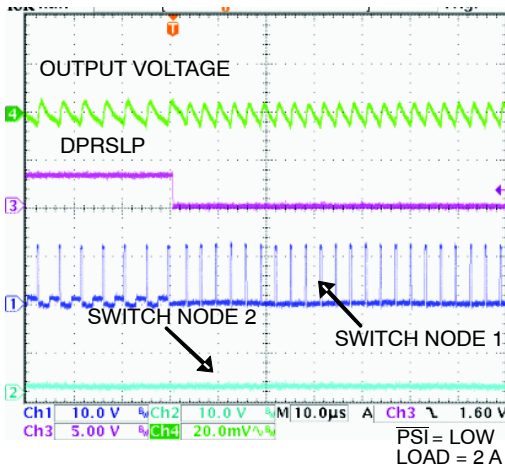 T
OUTPUT VOLTAGE
4
DPRSLP
3
1
SWITCH NODE 2
SWITCH NODE 1
2
Ch1 10.0 V Ch2 10.0 V M 10.0µs A Ch3 1.60 V
Ch3 5.00 V Ch4 20.0mV
PSI = LOW
LOAD = 2 A